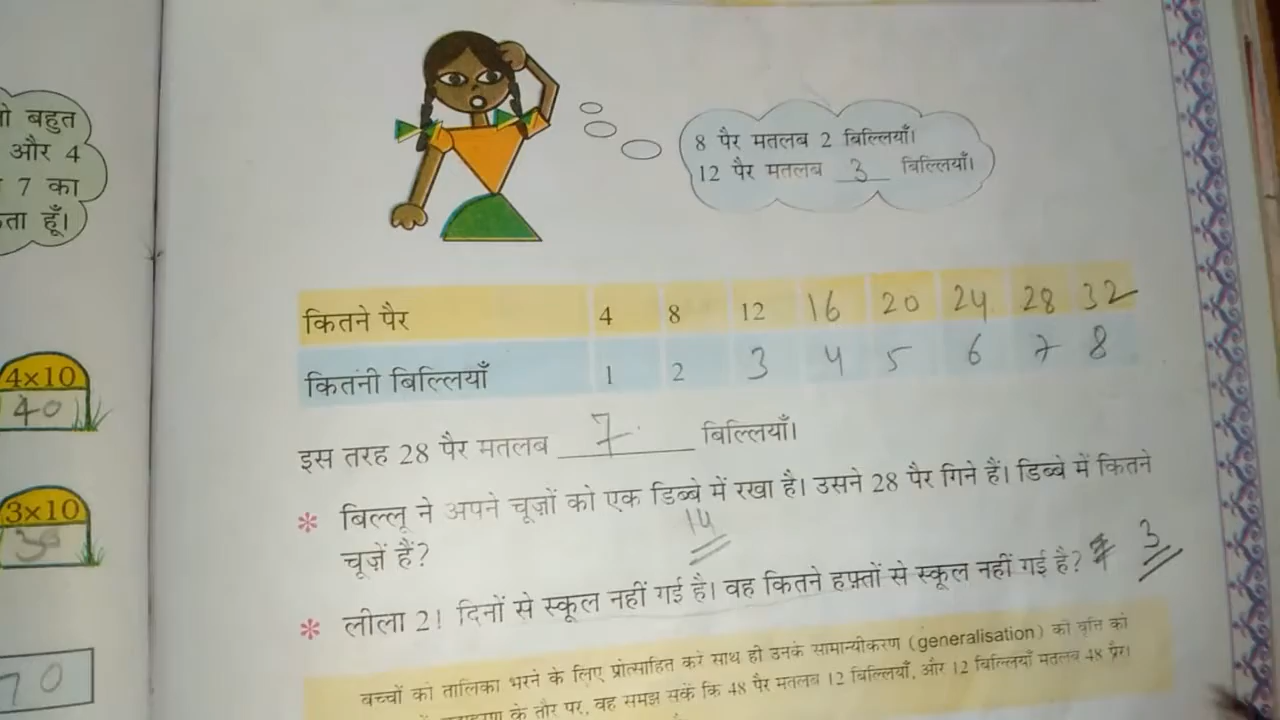 ो बहुत
और 4
7 का
ता हूँ।
8 पैर मतलब 2 बिल्लियाँ।
12 पैर मतलब 3 बिल्लियाँ।
कितने पैर 4 8 12 16 20 24 28 32
कितनी बिल्लियाँ 1 2 3 4 5 6 7 8
4×10
40
इस तरह 28 पैर मतलब 7 बिल्लियाँ।
3×10
30
* बिल्लू ने अपने चूज़ों को एक डिब्बे में रखा है। उसने 28 पैर गिने हैं। डिब्बे में कितने
चूज़ें हैं? 14
* लीला 21 दिनों से स्कूल नहीं गई है। वह कितने हफ़्तों से स्कूल नहीं गई है? 3
70
बच्चों को तालिका भरने के लिए प्रोत्साहित करें साथ ही उनके सामान्यीकरण (generalisation) की वृत्ति को
के तौर पर, वह समझ सकें कि 48 पैर मतलब 12 बिल्लियाँ, और 12 बिल्लियाँ मतलब 48 पैर।